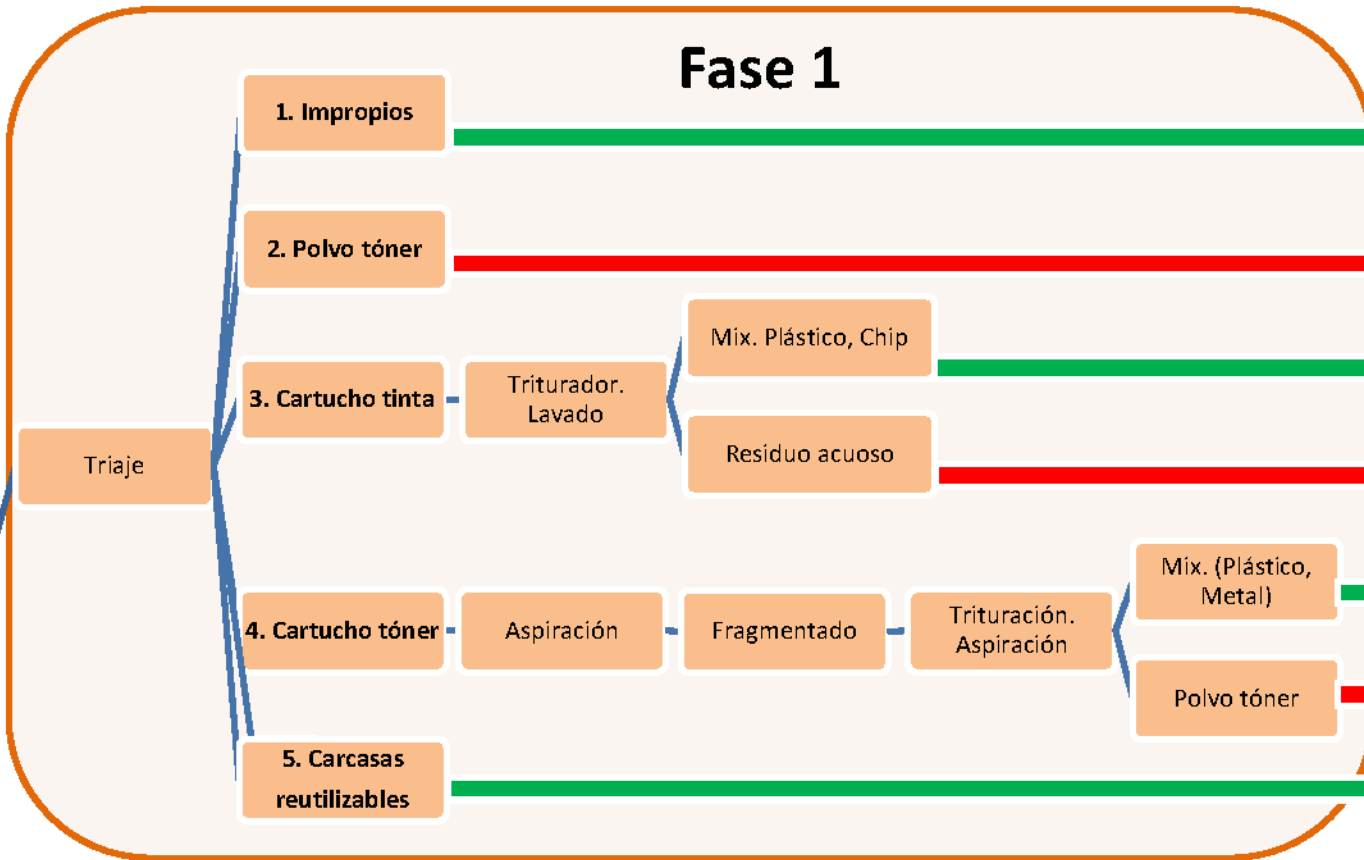 Fase 1
1. Impropios
2. Polvo tóner
Mix. Plástico, Chip
3. Cartucho tinta
Triturador.
Lavado
Residuo acuoso
Triaje
Mix. (Plástico,
Metal)
4. Cartucho tóner
Aspiración
Fragmentado
Trituración.
Aspiración
Polvo tóner
5. Carcasas
reutilizables